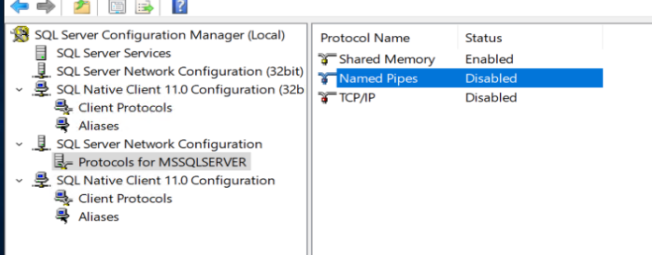 SQL Server Configuration Manager (Local)
SQL Server Services
SQL Server Network Configuration (32bit)
SQL Native Client 11.0 Configuration (32b
Client Protocols
Aliases
SQL Server Network Configuration
Protocols for MSSQLSERVER
SQL Native Client 11.0 Configuration
Client Protocols
Aliases
Protocol Name Status
Shared Memory Enabled
Named Pipes Disabled
TCP/IP Disabled